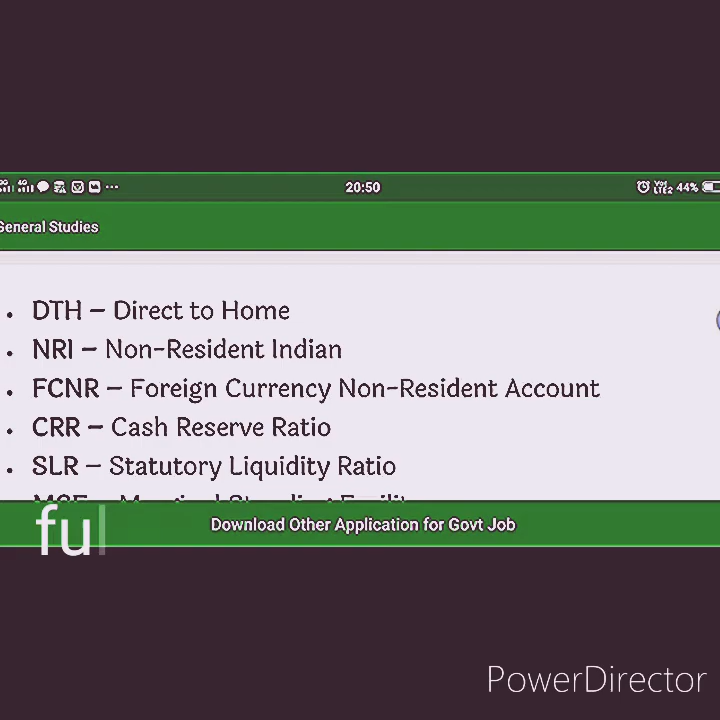 20:50
44%
General Studies
• DTH – Direct to Home
• NRI – Non-Resident Indian
• FCNR – Foreign Currency Non-Resident Account
• CRR – Cash Reserve Ratio
• SLR – Statutory Liquidity Ratio
Download Other Application for Govt Job
ful
PowerDirector